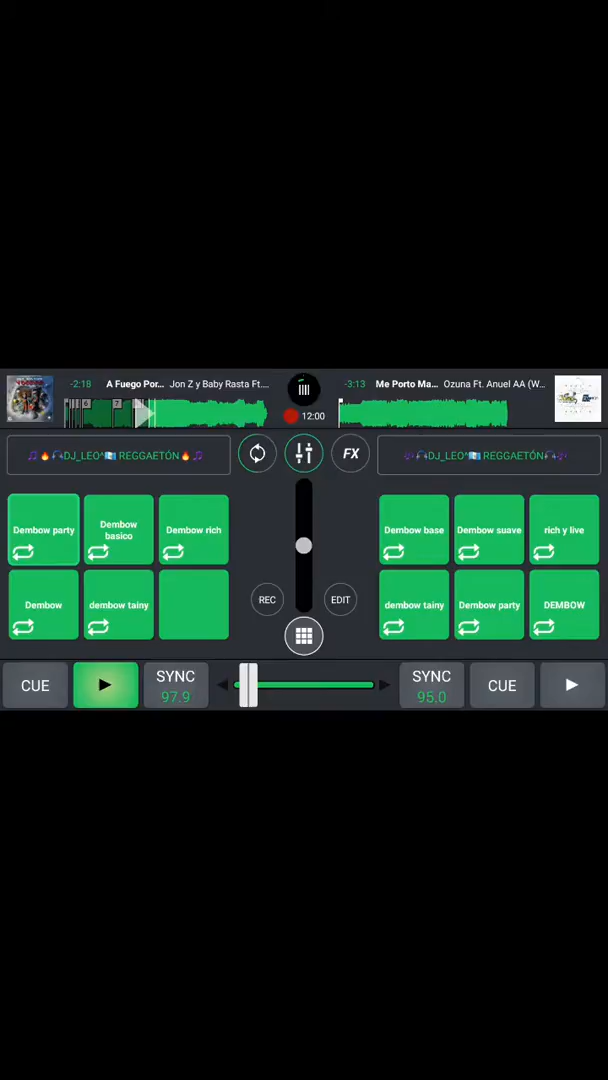 -2:18 A Fuego Por... Jon Z y Baby Rasta Ft....
6 7
12:00
-3:13 Me Porto Ma... Ozuna Ft. Anuel AA (W...
🎵🔥🎧DJ_LEO^🇬🇹 REGGAETÓN🔥🎵
FX
🎶🎧DJ_LEO^🇬🇹 REGGAETÓN🎧🎶
Dembow party
Dembow
basico
Dembow rich
Dembow
dembow tainy
REC
EDIT
Dembow base
Dembow suave
rich y live
dembow tainy
Dembow party
DEMBOW
CUE
SYNC
97.9
SYNC
95.0
CUE